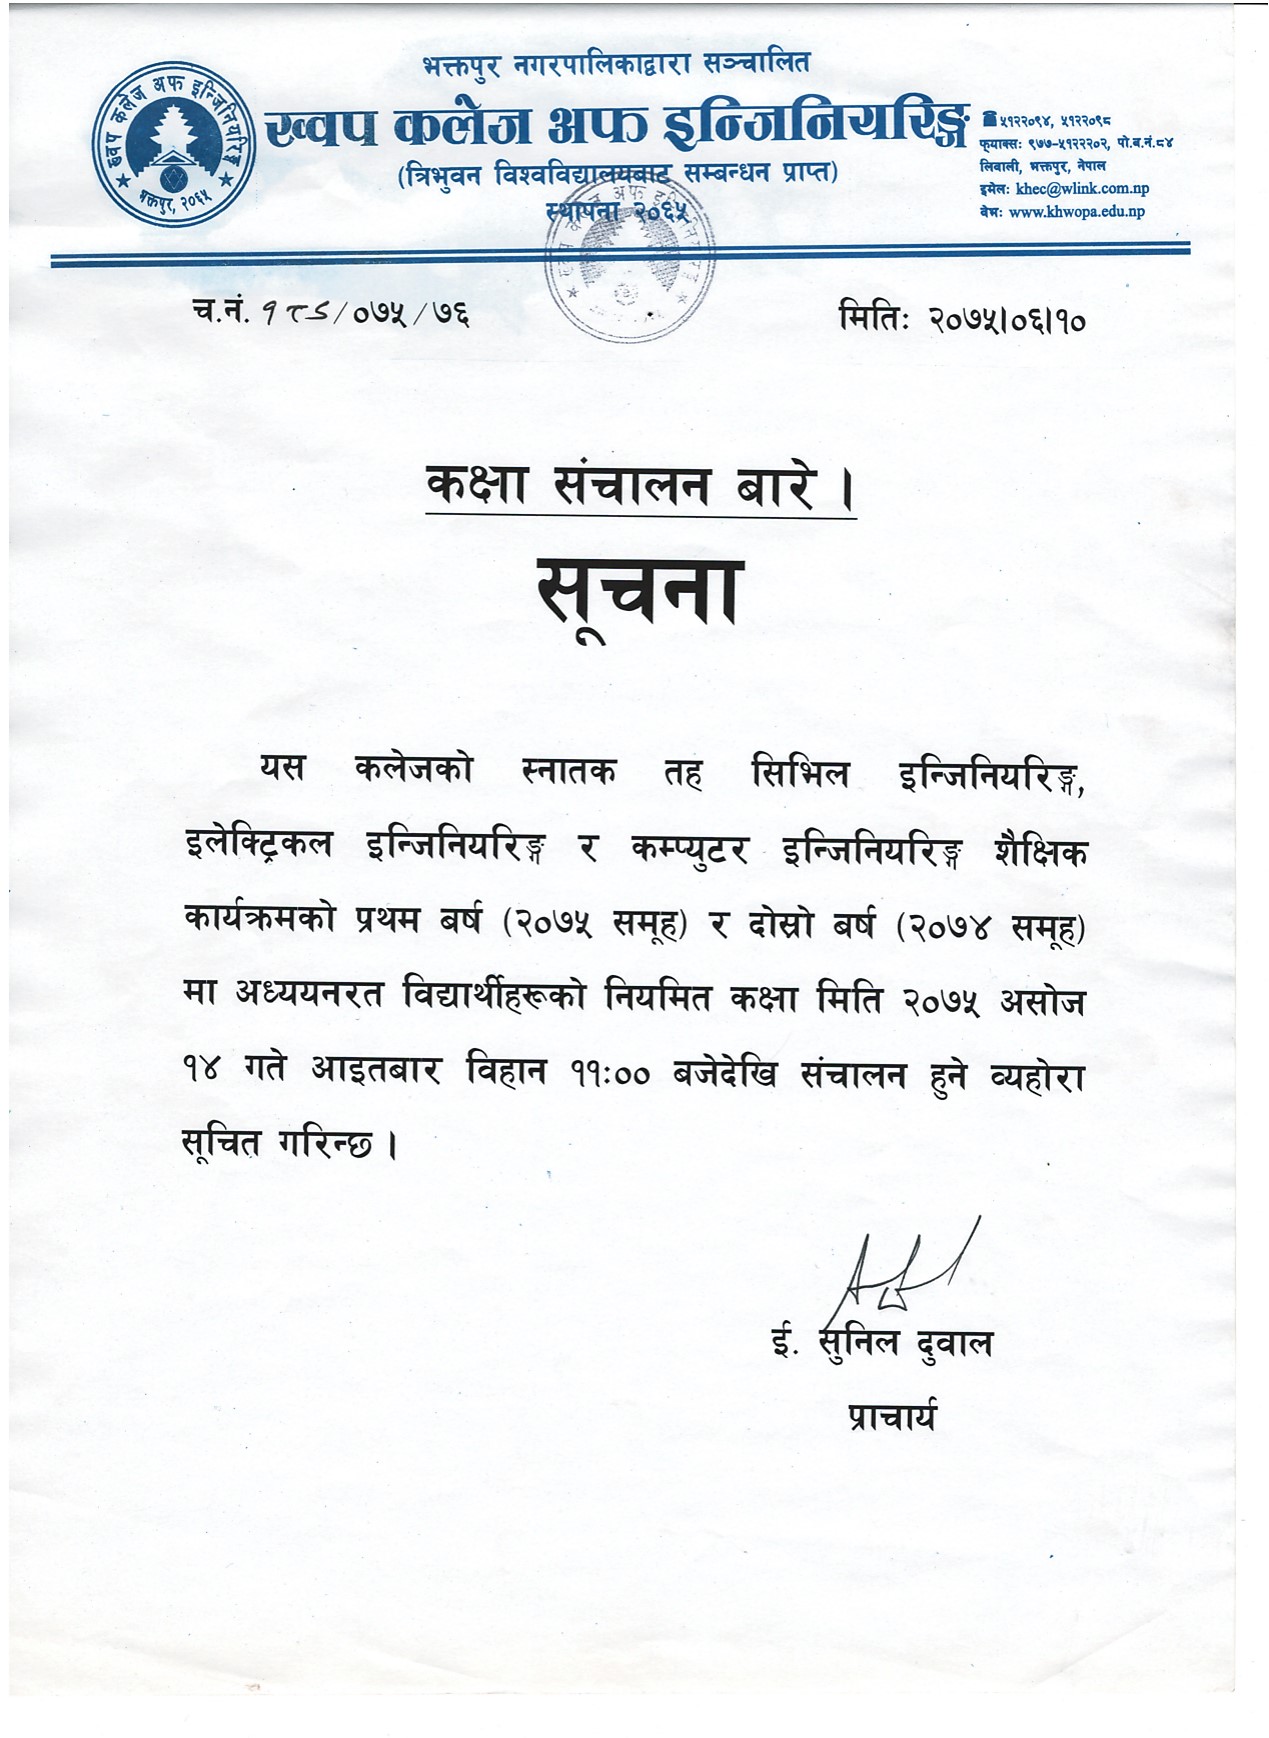 भक्तपुर नगरपालिकाद्वारा सञ्चालित
ख्वप कलेज अफ इन्जिनियरिङ्ग
(त्रिभुवन विश्वविद्यालयबाट सम्बन्धन प्राप्त)
स्थापना २०६५
ख्वप कलेज अफ इन्जिनियरिङ्ग
भक्तपुर, २०६५
☎ ५१२२०९४, ५१२२०९८
फ्याक्सः ९७७-५१२२२०२, पो.ब.नं.८४
लिवाली, भक्तपुर, नेपाल
इमेलः khec@wlink.com.np
वेभः www.khwopa.edu.np
च.नं. /०७५/७६
मितिः २०७५।०६।१०
कक्षा संचालन बारे ।
सूचना
यस कलेजको स्नातक तह सिभिल इन्जिनियरिङ्ग,
इलेक्ट्रिकल इन्जिनियरिङ्ग र कम्प्युटर इन्जिनियरिङ्ग शैक्षिक
कार्यक्रमको प्रथम बर्ष (२०७५ समूह) र दोस्रो बर्ष (२०७४ समूह)
मा अध्ययनरत विद्यार्थीहरूको नियमित कक्षा मिति २०७५ असोज
१४ गते आइतबार विहान ११:०० बजेदेखि संचालन हुने व्यहोरा
सूचित गरिन्छ ।
ई. सुनिल दुवाल
प्राचार्य